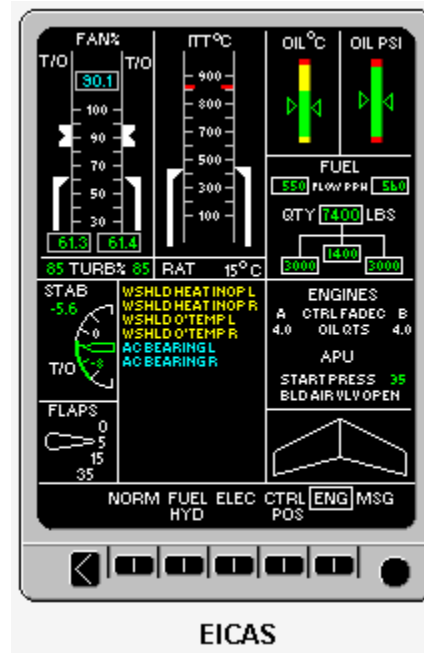 FAN% ITT°C OIL°C OIL PSI
T/O T/O
90.1
900
100 800
90 700
70 500
50 300
30 100
61.3 61.4
85 TURB% 85 RAT 15°C
FUEL
550 FLOW PPH 560
QTY 7400 LBS
1400
3000 3000
STAB
-5.6
0
-8
T/O
WSHLD HEAT INOP L
WSHLD HEAT INOP R
WSHLD O'TEMP L
WSHLD O'TEMP R
AC BEARING L
AC BEARING R
ENGINES
A CTRL FADEC B
4.0 OIL QTS 4.0
APU
START PRESS 35
BLD AIR VLV OPEN
FLAPS
0
5
15
35
NORM FUEL ELEC CTRL ENG MSG
HYD POS
EICAS